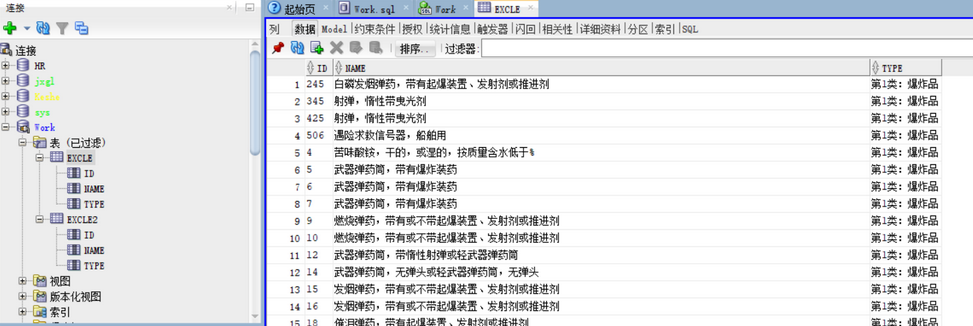 连接
起始页 Work.sql Work EXCLE
列 数据 Model 约束条件 授权 统计信息 触发器 闪回 相关性 详细资料 分区 索引 SQL
排序.. 过滤器:
连接
HR
jxgl
sys
Work
表 (已过滤)
EXCLE
ID
NAME
TYPE
EXCLE2
ID
NAME
TYPE
视图
版本化视图
索引
ID NAME TYPE
1 245 白磷发烟弹药，带有起爆装置、发射剂或推进剂 第1类：爆炸品
2 345 射弹，惰性带曳光剂 第1类：爆炸品
3 425 射弹，惰性带曳光剂 第1类：爆炸品
4 506 遇险求救信号器，船舶用 第1类：爆炸品
5 4 苦味酸铵，干的，或湿的，按质量含水低于% 第1类：爆炸品
6 5 武器弹药筒，带有爆炸装药 第1类：爆炸品
7 6 武器弹药筒，带有爆炸装药 第1类：爆炸品
8 7 武器弹药筒，带有爆炸装药 第1类：爆炸品
9 9 燃烧弹药，带有或不带起爆装置、发射剂或推进剂 第1类：爆炸品
10 10 燃烧弹药，带有或不带起爆装置、发射剂或推进剂 第1类：爆炸品
11 12 武器弹药筒，带惰性射弹或轻武器弹药筒 第1类：爆炸品
12 14 武器弹药筒，无弹头或轻武器弹药筒，无弹头 第1类：爆炸品
13 15 发烟弹药，带有或不带起爆装置、发射剂或推进剂 第1类：爆炸品
14 16 发烟弹药，带有或不带起爆装置、发射剂或推进剂 第1类：爆炸品
15 18 催泪弹药，带有起爆装置、发射剂或推进剂 第1类：爆炸品